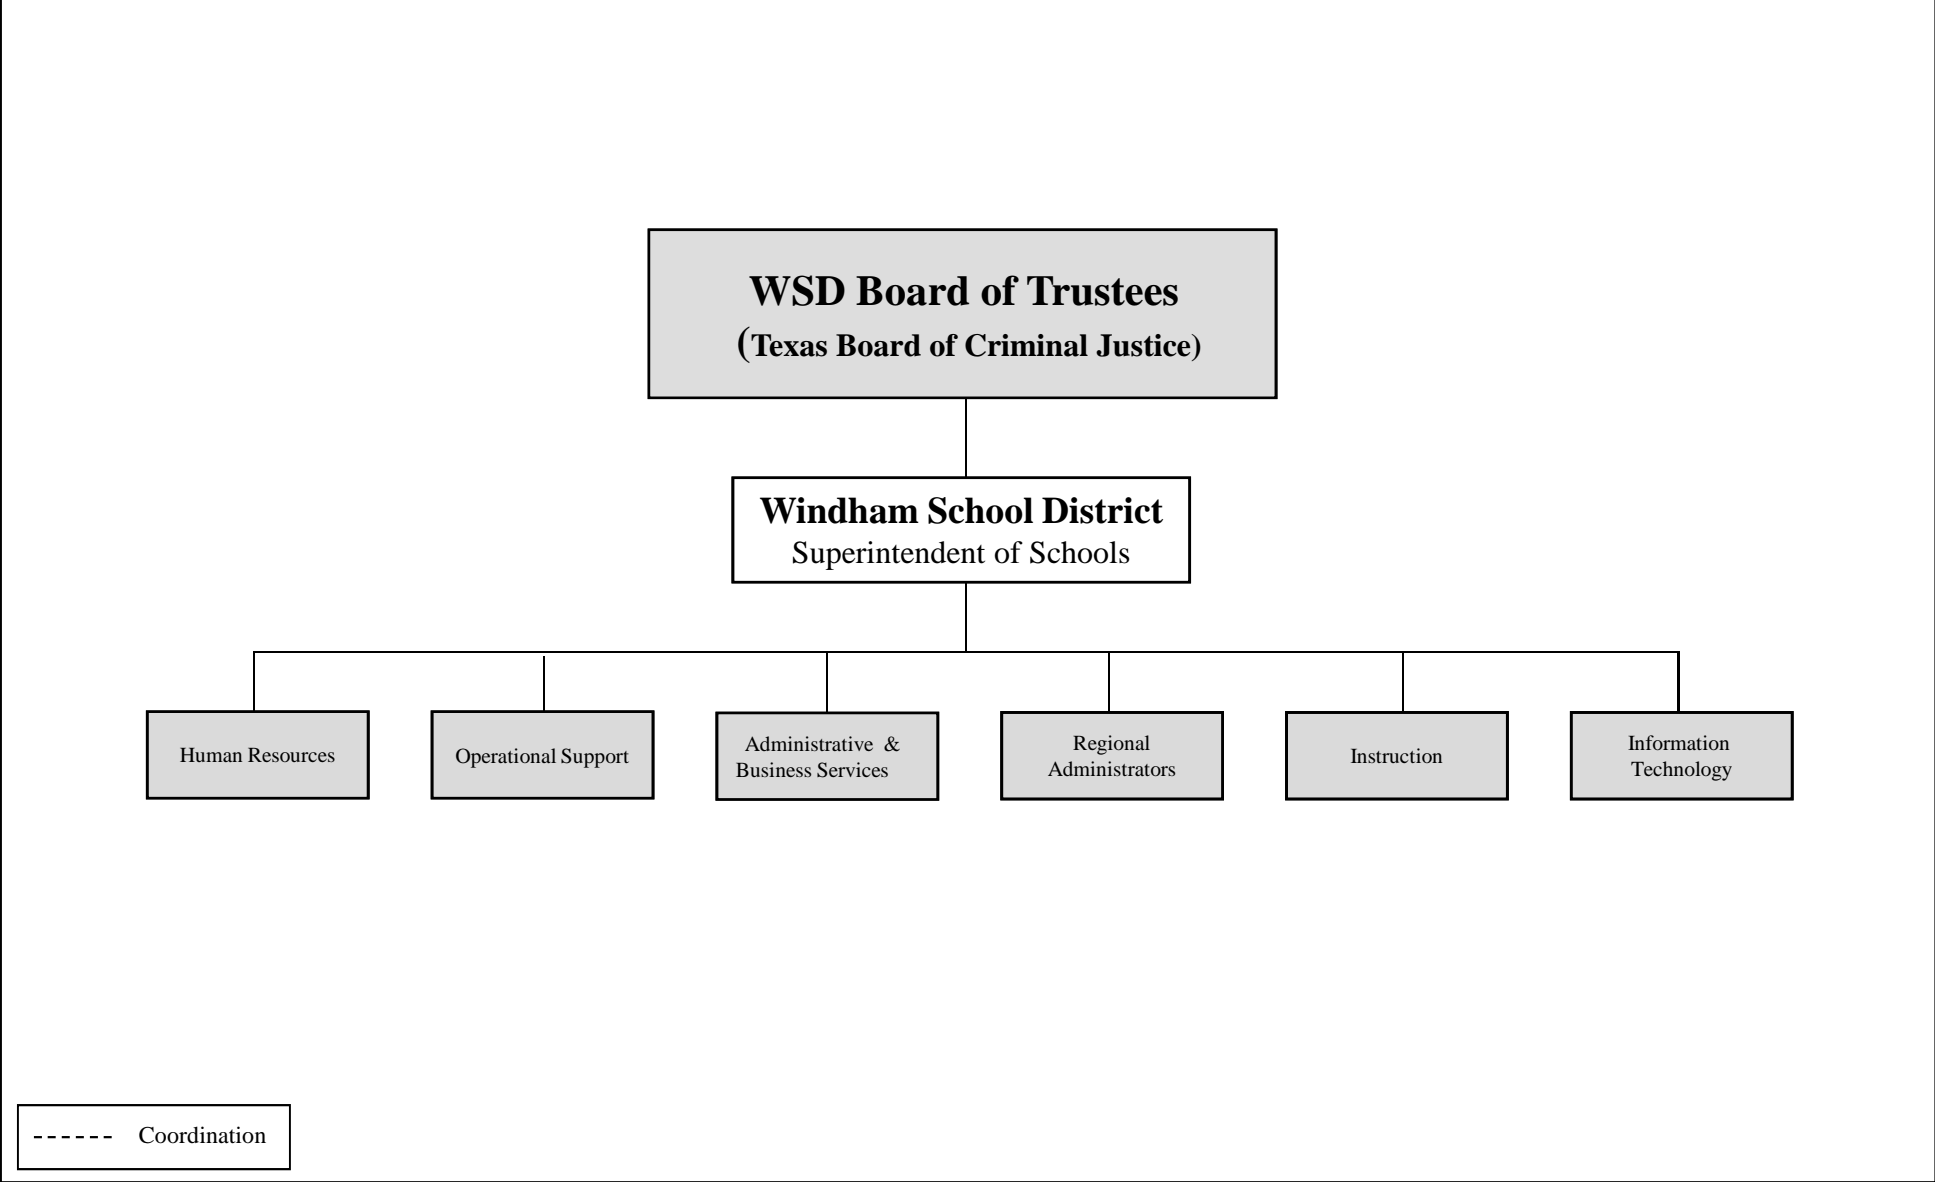 WSD Board of Trustees
(Texas Board of Criminal Justice)
Windham School District
Superintendent of Schools
Human Resources
Operational Support
Administrative &
Business Services
Regional
Administrators
Instruction
Information
Technology
Coordination